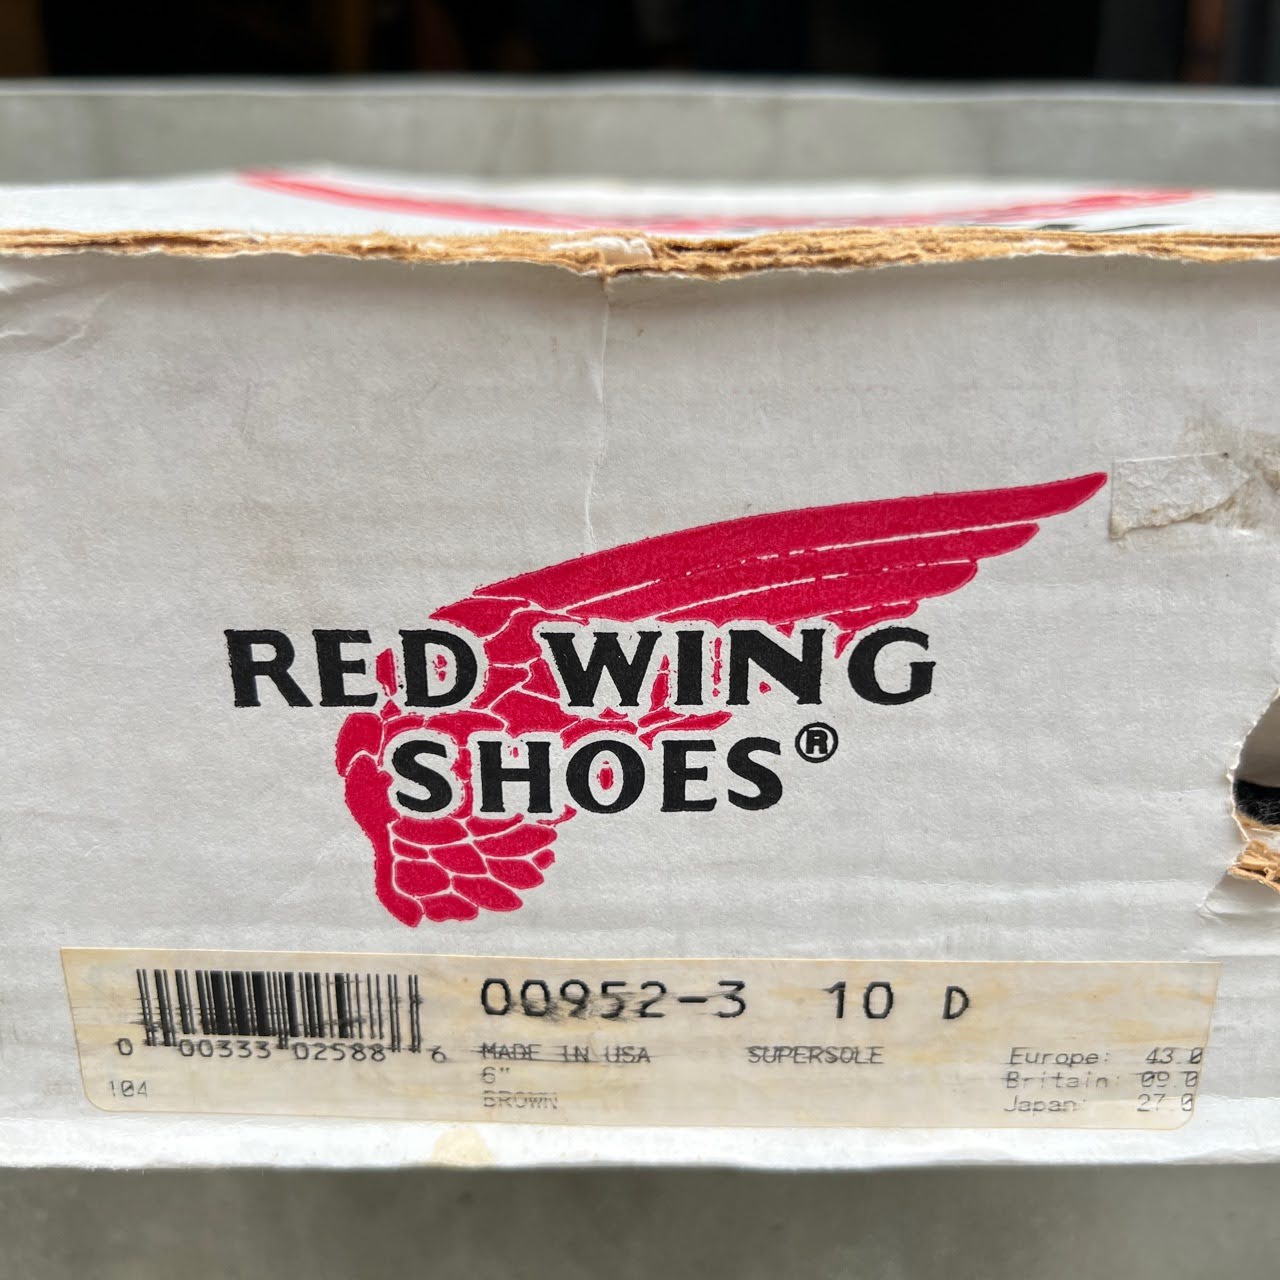 RED WING
SHOES®
00952-3 10 D
0 00333 02588 6
MADE IN USA SUPERSOLE
6"
BROWN
104
Europe: 43.0
Britain: 09.0
Japan: 27.0